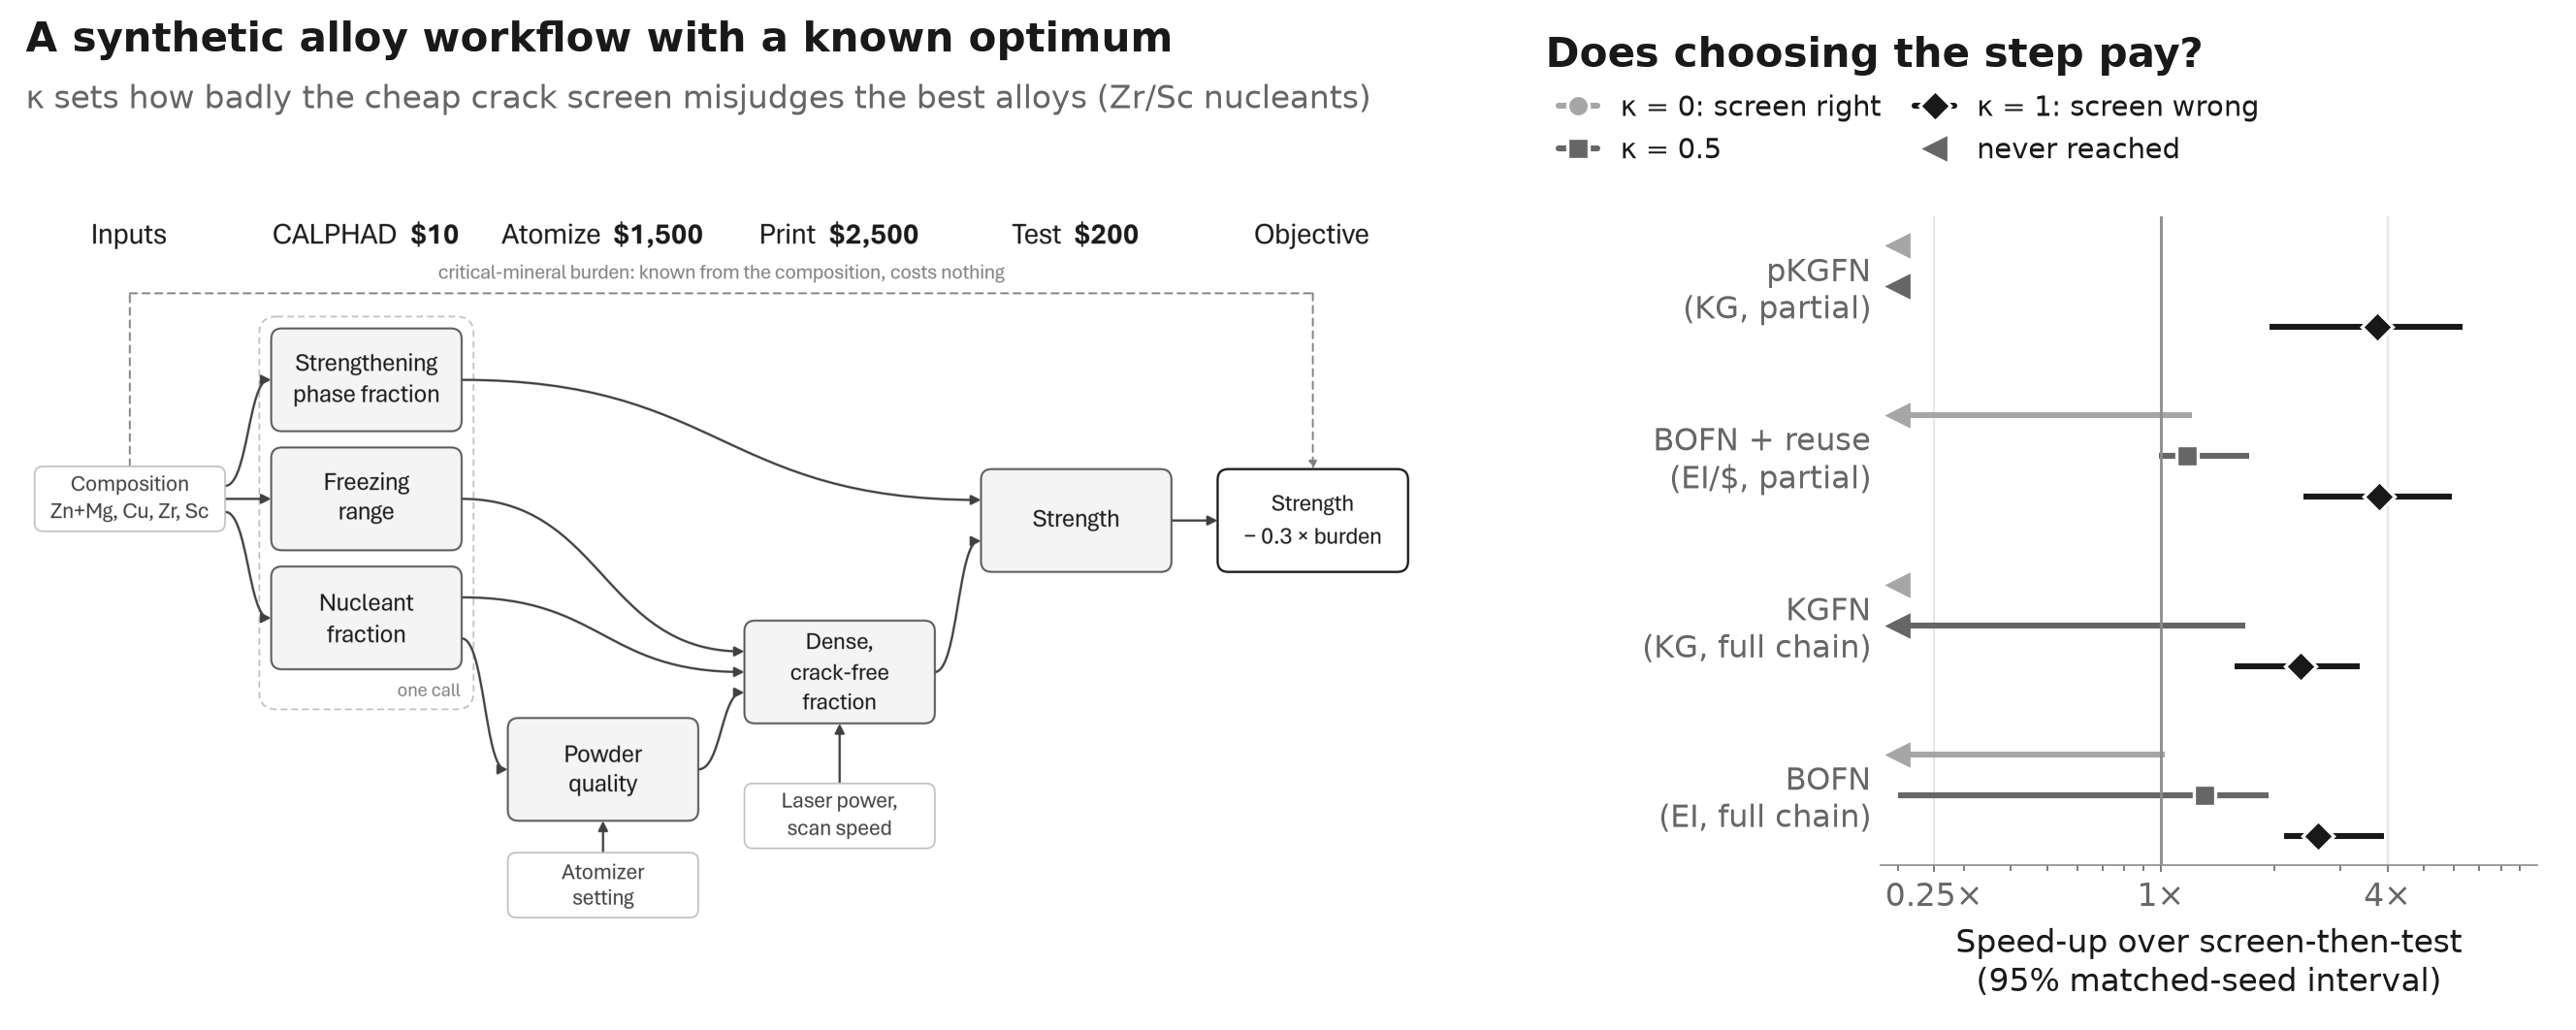 A synthetic alloy workflow with a known optimum
κ sets how badly the cheap crack screen misjudges the best alloys (Zr/Sc nucleants)
Inputs
CALPHAD $10
Atomize $1,500
Print $2,500
Test $200
Objective
critical-mineral burden: known from the composition, costs nothing
Strengthening
phase fraction
Freezing
range
Nucleant
fraction
one call
Composition
Zn+Mg, Cu, Zr, Sc
Powder
quality
Atomizer
setting
Dense,
crack-free
fraction
Laser power,
scan speed
Strength
Strength
− 0.3 × burden
Does choosing the step pay?
κ = 0: screen right
κ = 1: screen wrong
κ = 0.5
never reached
pKGFN
(KG, partial)
BOFN + reuse
(EI/$, partial)
KGFN
(KG, full chain)
BOFN
(EI, full chain)
0.25×
1×
4×
Speed-up over screen-then-test
(95% matched-seed interval)